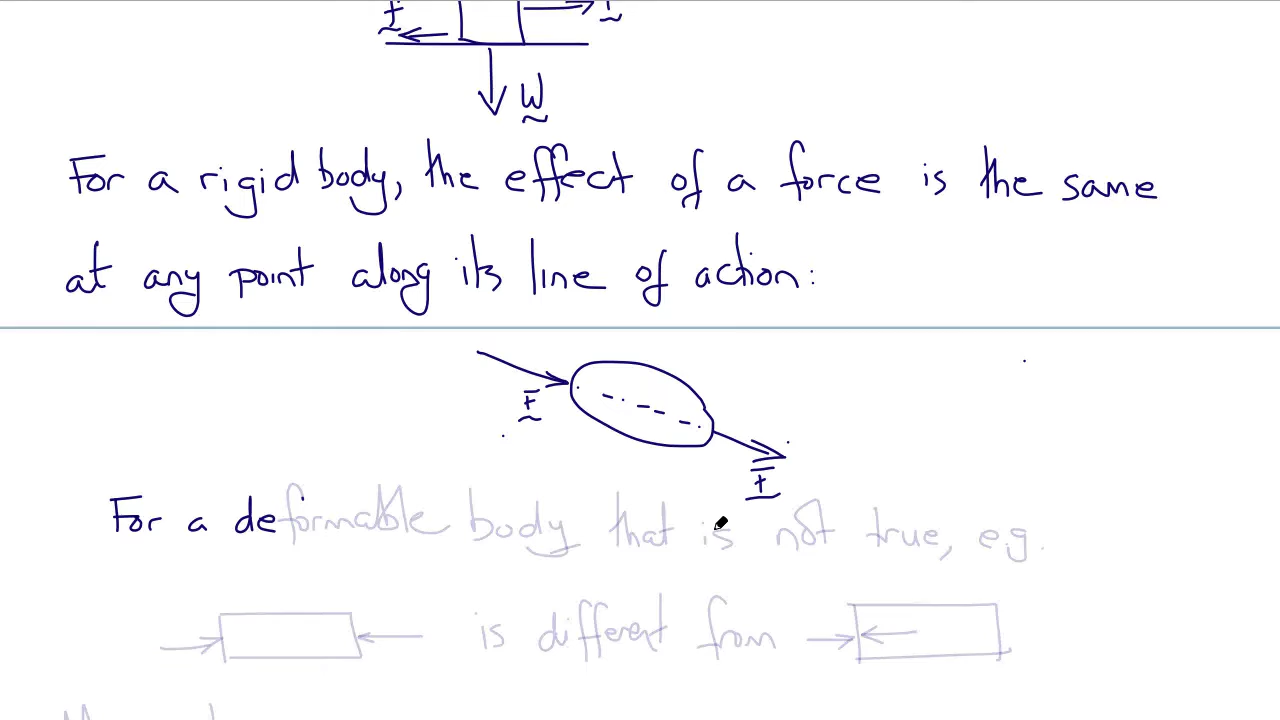 W
For a rigid body, the effect of a force is the same
at any point along its line of action:
F
F
For a deformable body that is not true, e.g.
is different from